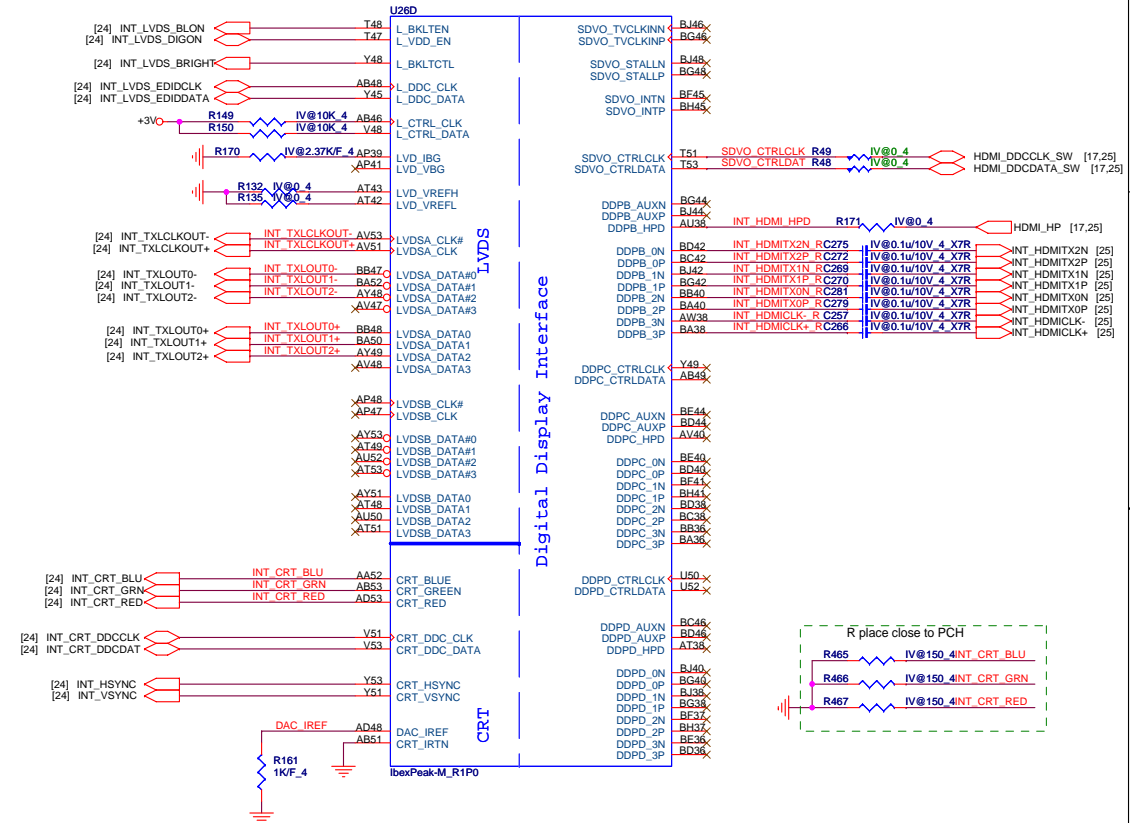 U26D
[24] INT_LVDS_BLON T48 L_BKLTEN
[24] INT_LVDS_DIGON T47 L_VDD_EN
[24] INT_LVDS_BRIGHT Y48 L_BKLTCTL
[24] INT_LVDS_EDIDCLK AB48 L_DDC_CLK
[24] INT_LVDS_EDIDDATA Y45 L_DDC_DATA
+3V R149 IV@10K_4 AB46 L_CTRL_CLK
R150 IV@10K_4 V48 L_CTRL_DATA
R170 IV@2.37K/F_4 AP39 LVD_IBG
AP41 LVD_VBG
R132 IV@0_4 AT43 LVD_VREFH
R135 IV@0_4 AT42 LVD_VREFL
[24] INT_TXLCLKOUT- INT_TXLCLKOUT- AV53 LVDSA_CLK#
[24] INT_TXLCLKOUT+ INT_TXLCLKOUT+ AV51 LVDSA_CLK
[24] INT_TXLOUT0- INT_TXLOUT0- BB47 LVDSA_DATA#0
[24] INT_TXLOUT1- INT_TXLOUT1- BA52 LVDSA_DATA#1
[24] INT_TXLOUT2- INT_TXLOUT2- AY48 LVDSA_DATA#2
AV47 LVDSA_DATA#3
[24] INT_TXLOUT0+ INT_TXLOUT0+ BB48 LVDSA_DATA0
[24] INT_TXLOUT1+ INT_TXLOUT1+ BA50 LVDSA_DATA1
[24] INT_TXLOUT2+ INT_TXLOUT2+ AY49 LVDSA_DATA2
AV48 LVDSA_DATA3
AP48 LVDSB_CLK#
AP47 LVDSB_CLK
AY53 LVDSB_DATA#0
AT49 LVDSB_DATA#1
AU52 LVDSB_DATA#2
AT53 LVDSB_DATA#3
AY51 LVDSB_DATA0
AT48 LVDSB_DATA1
AU50 LVDSB_DATA2
AT51 LVDSB_DATA3
LVDS
[24] INT_CRT_BLU INT_CRT_BLU AA52 CRT_BLUE
[24] INT_CRT_GRN INT_CRT_GRN AB53 CRT_GREEN
[24] INT_CRT_RED INT_CRT_RED AD53 CRT_RED
[24] INT_CRT_DDCCLK V51 CRT_DDC_CLK
[24] INT_CRT_DDCDAT V53 CRT_DDC_DATA
[24] INT_HSYNC Y53 CRT_HSYNC
[24] INT_VSYNC Y51 CRT_VSYNC
DAC_IREF AD48 DAC_IREF
AB51 CRT_IRTN
R161
1K/F_4
CRT
IbexPeak-M_R1P0
Digital Display Interface
SDVO_TVCLKINN BJ46
SDVO_TVCLKINP BG46
SDVO_STALLN BJ48
SDVO_STALLP BG48
SDVO_INTN BF45
SDVO_INTP BH45
SDVO_CTRLCLK T51 SDVO_CTRLCLK R49 IV@0_4 HDMI_DDCCLK_SW [17,25]
SDVO_CTRLDATA T53 SDVO_CTRLDAT R48 IV@0_4 HDMI_DDCDATA_SW [17,25]
DDPB_AUXN BG44
DDPB_AUXP BJ44
DDPB_HPD AU38 INT_HDMI_HPD R171 IV@0_4 HDMI_HP [17,25]
DDPB_0N BD42 INT_HDMITX2N_R C275 IV@0.1u/10V_4_X7R INT_HDMITX2N [25]
DDPB_0P BC42 INT_HDMITX2P_R C272 IV@0.1u/10V_4_X7R INT_HDMITX2P [25]
DDPB_1N BJ42 INT_HDMITX1N_R C269 IV@0.1u/10V_4_X7R INT_HDMITX1N [25]
DDPB_1P BG42 INT_HDMITX1P_R C270 IV@0.1u/10V_4_X7R INT_HDMITX1P [25]
DDPB_2N BB40 INT_HDMITX0N_R C281 IV@0.1u/10V_4_X7R INT_HDMITX0N [25]
DDPB_2P BA40 INT_HDMITX0P_R C279 IV@0.1u/10V_4_X7R INT_HDMITX0P [25]
DDPB_3N AW38 INT_HDMICLK-_R C257 IV@0.1u/10V_4_X7R INT_HDMICLK- [25]
DDPB_3P BA38 INT_HDMICLK+_R C266 IV@0.1u/10V_4_X7R INT_HDMICLK+ [25]
DDPC_CTRLCLK Y49
DDPC_CTRLDATA AB49
DDPC_AUXN BE44
DDPC_AUXP BD44
DDPC_HPD AV40
DDPC_0N BE40
DDPC_0P BD40
DDPC_1N BF41
DDPC_1P BH41
DDPC_2N BD38
DDPC_2P BC38
DDPC_3N BB36
DDPC_3P BA36
DDPD_CTRLCLK U50
DDPD_CTRLDATA U52
DDPD_AUXN BC46
DDPD_AUXP BD46
DDPD_HPD AT38
DDPD_0N BJ40
DDPD_0P BG40
DDPD_1N BJ38
DDPD_1P BG38
DDPD_2N BF37
DDPD_2P BH37
DDPD_3N BE36
DDPD_3P BD36
R place close to PCH
R465 IV@150_4 INT_CRT_BLU
R466 IV@150_4 INT_CRT_GRN
R467 IV@150_4 INT_CRT_RED